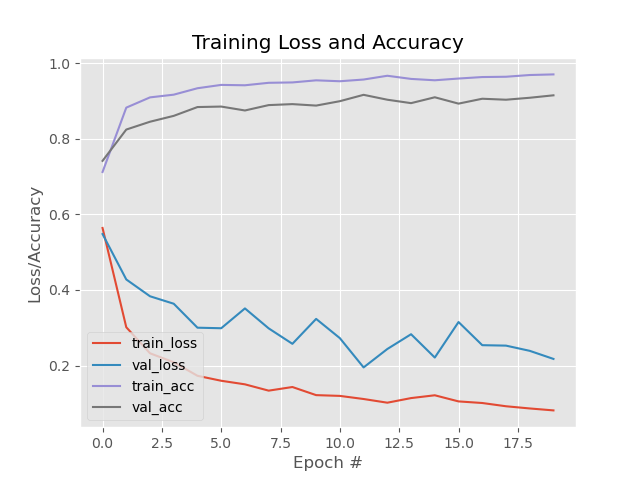 Training Loss and Accuracy
1.0
0.8
0.6
0.4
0.2
Loss/Accuracy
train_loss
val_loss
train_acc
val_acc
0.0 2.5 5.0 7.5 10.0 12.5 15.0 17.5
Epoch #